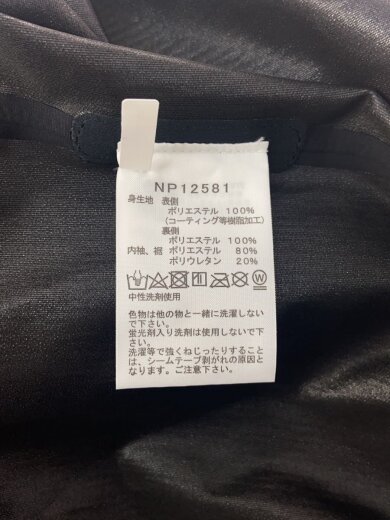 NP12581
身生地 表側
ポリエステル 100%
(コーティング等樹脂加工)
裏側
ポリエステル 100%
内袖、裾 ポリエステル 80%
ポリウレタン 20%
中性洗剤使用
色物は他の物と一緒に洗濯しない
で下さい。
蛍光剤入り洗剤は使用しないで下
さい。
洗濯等で強くねじったりすること
は、シームテープ剥がれの原因と
なります。ご注意下さい。